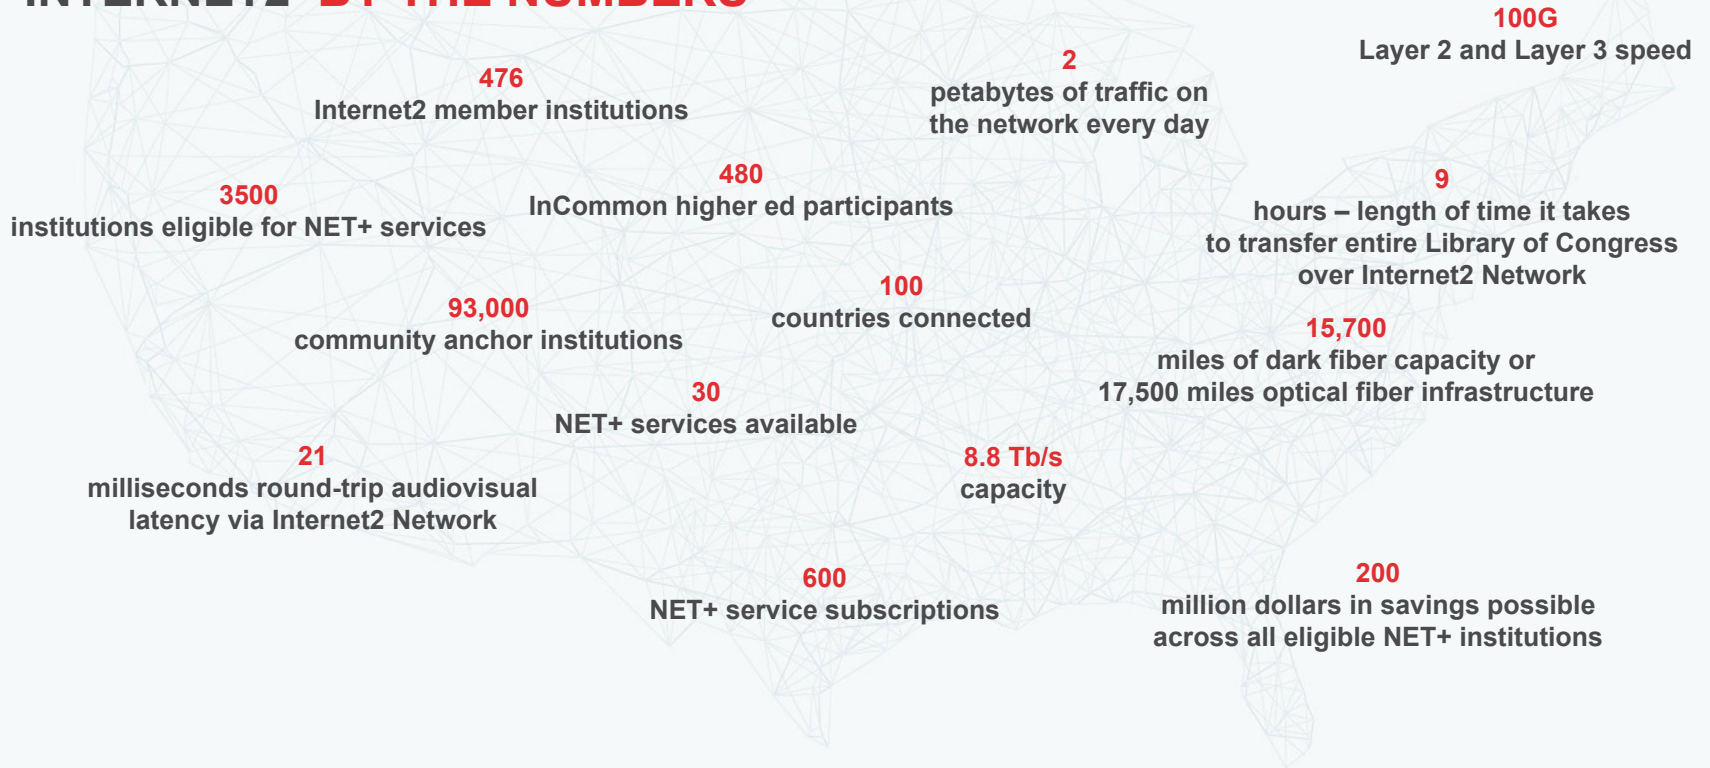 INTERNET2 BY THE NUMBERS
100G
Layer 2 and Layer 3 speed
476
Internet2 member institutions
2
petabytes of traffic on
the network every day
3500
institutions eligible for NET+ services
480
InCommon higher ed participants
9
hours – length of time it takes
to transfer entire Library of Congress
over Internet2 Network
93,000
community anchor institutions
100
countries connected
15,700
miles of dark fiber capacity or
17,500 miles optical fiber infrastructure
30
NET+ services available
21
milliseconds round-trip audiovisual
latency via Internet2 Network
8.8 Tb/s
capacity
600
NET+ service subscriptions
200
million dollars in savings possible
across all eligible NET+ institutions